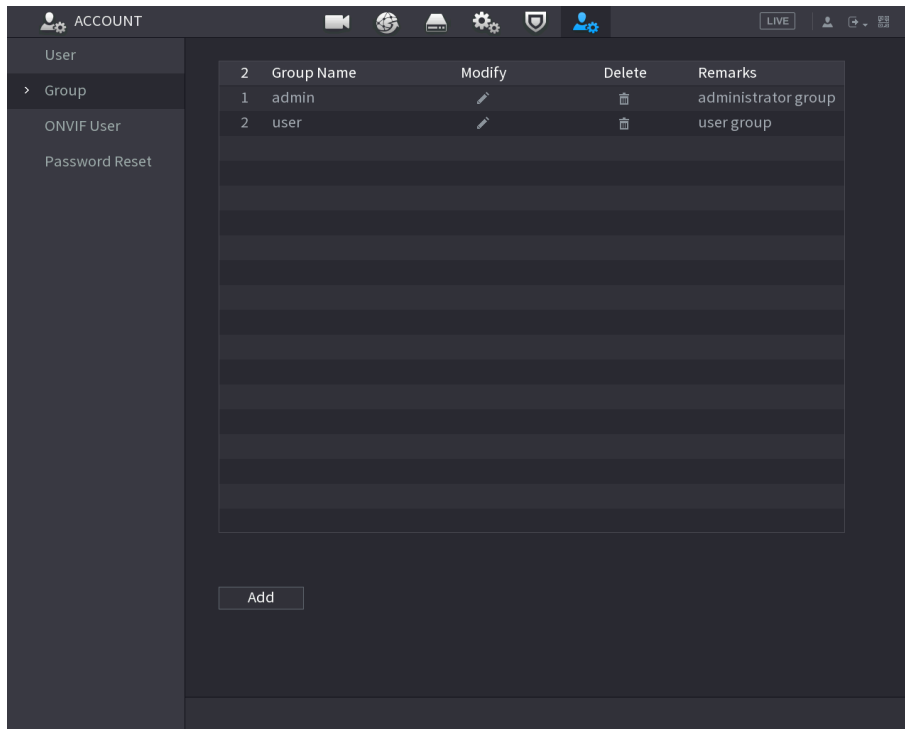 ACCOUNT
LIVE
User
Group
ONVIF User
Password Reset
2 Group Name Modify Delete Remarks
1 admin administrator group
2 user user group
Add